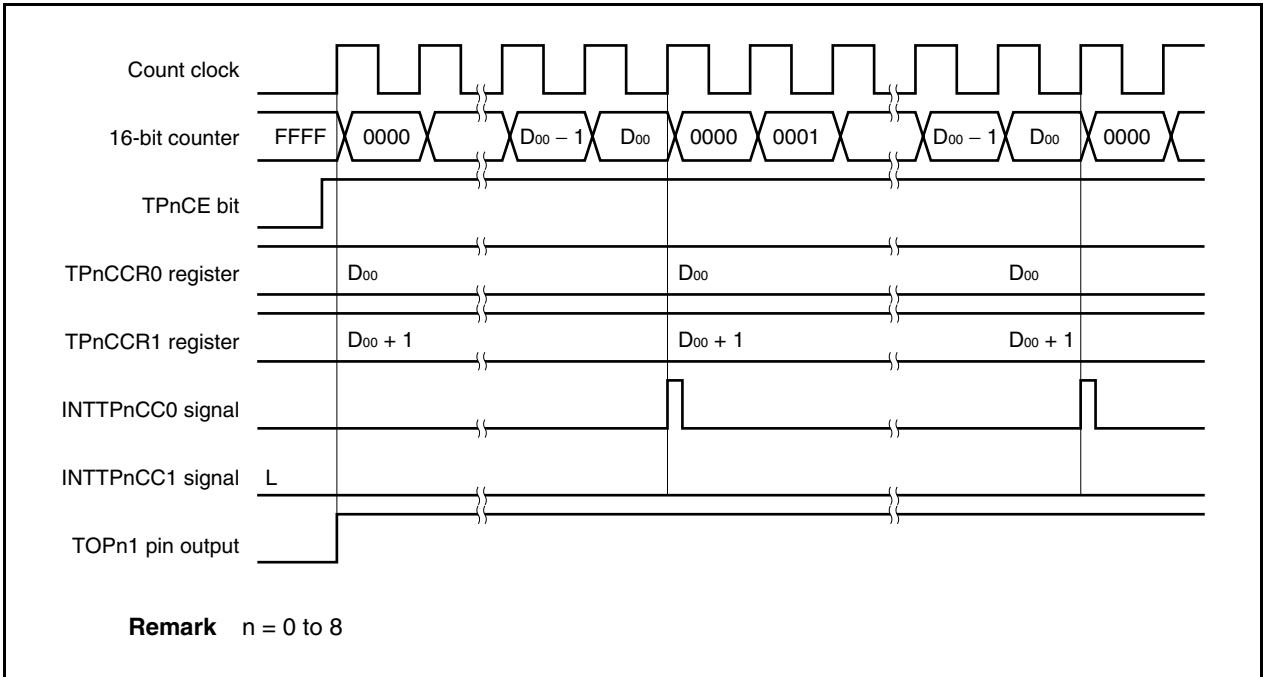 Count clock
16-bit counter FFFF 0000 D₀₀ − 1 D₀₀ 0000 0001 D₀₀ − 1 D₀₀ 0000
TPnCE bit
TPnCCR0 register D₀₀ D₀₀ D₀₀
TPnCCR1 register D₀₀ + 1 D₀₀ + 1 D₀₀ + 1
INTTPnCC0 signal
INTTPnCC1 signal L
TOPn1 pin output
Remark n = 0 to 8